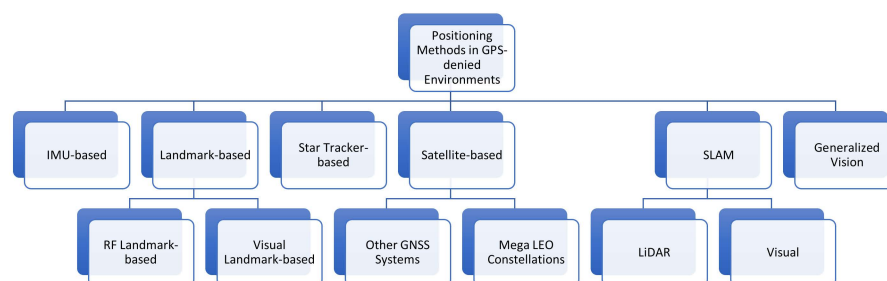 Positioning
Methods in GPS-
denied
Environments
IMU-based
Landmark-based
Star Tracker-
based
Satellite-based
SLAM
Generalized
Vision
RF Landmark-
based
Visual
Landmark-based
Other GNSS
Systems
Mega LEO
Constellations
LiDAR
Visual